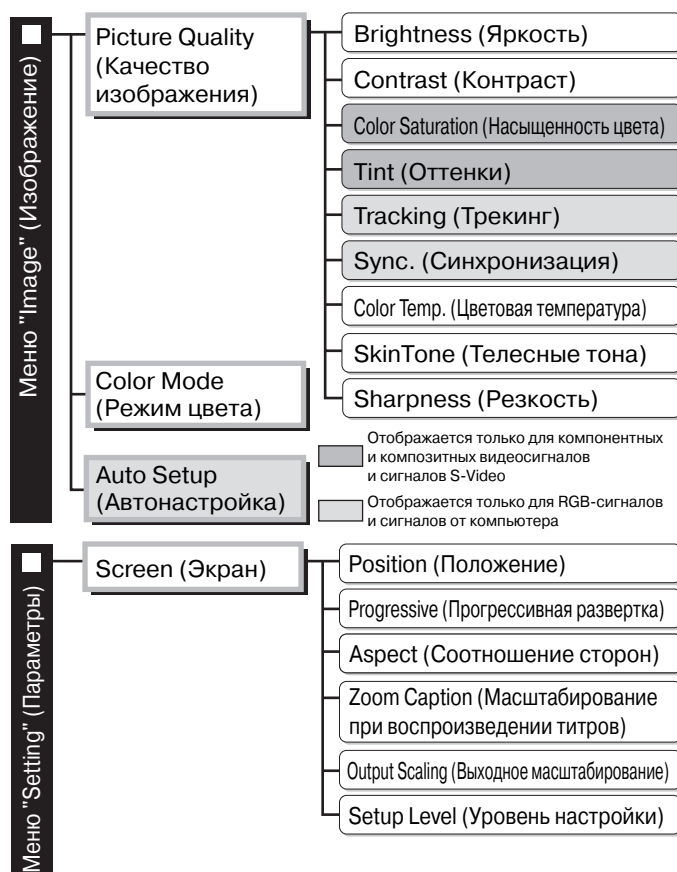 Меню "Image" (Изображение)
Picture Quality
(Качество
изображения)
Brightness (Яркость)
Contrast (Контраст)
Color Saturation (Насыщенность цвета)
Tint (Оттенки)
Tracking (Трекинг)
Sync. (Синхронизация)
Color Temp. (Цветовая температура)
SkinTone (Телесные тона)
Sharpness (Резкость)
Color Mode
(Режим цвета)
Auto Setup
(Автонастройка)
Отображается только для компонентных
и композитных видеосигналов
и сигналов S-Video
Отображается только для RGB-сигналов
и сигналов от компьютера
Меню "Setting" (Параметры)
Screen (Экран)
Position (Положение)
Progressive (Прогрессивная развертка)
Aspect (Соотношение сторон)
Zoom Caption (Масштабирование
при воспроизведении титров)
Output Scaling (Выходное масштабирование)
Setup Level (Уровень настройки)